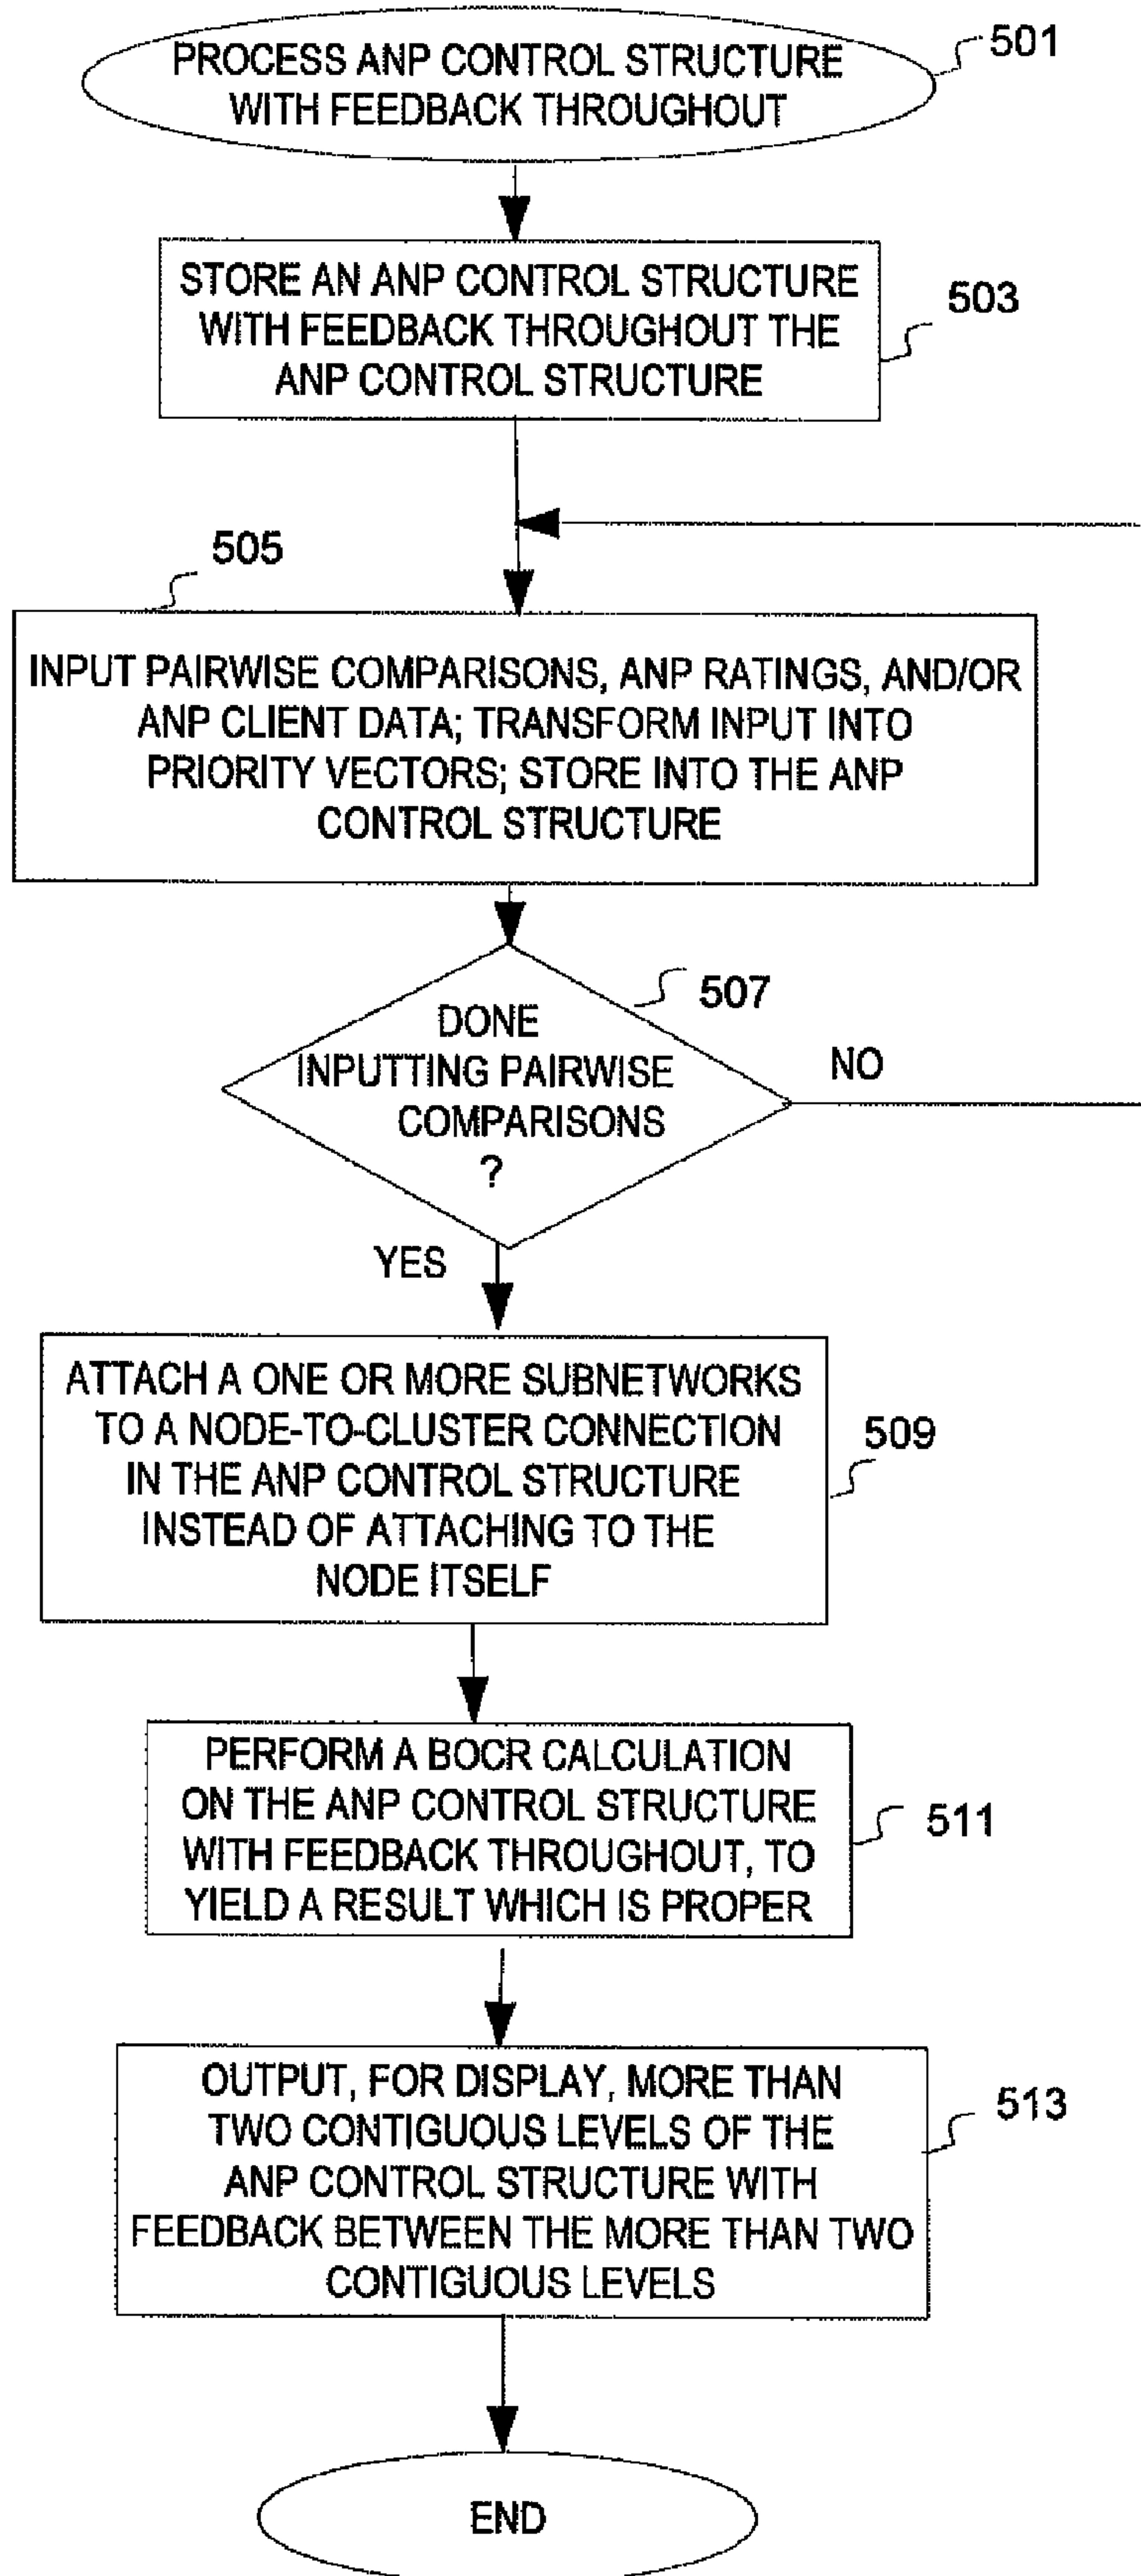 PROCESS ANP CONTROL STRUCTURE
WITH FEEDBACK THROUGHOUT
501
STORE AN ANP CONTROL STRUCTURE
WITH FEEDBACK THROUGHOUT THE
ANP CONTROL STRUCTURE
503
505
INPUT PAIRWISE COMPARISONS, ANP RATINGS, AND/OR
ANP CLIENT DATA; TRANSFORM INPUT INTO
PRIORITY VECTORS; STORE INTO THE ANP
CONTROL STRUCTURE
507
DONE
INPUTTING PAIRWISE
COMPARISONS
?
NO
YES
ATTACH A ONE OR MORE SUBNETWORKS
TO A NODE-TO-CLUSTER CONNECTION
IN THE ANP CONTROL STRUCTURE
INSTEAD OF ATTACHING TO THE
NODE ITSELF
509
PERFORM A BOCR CALCULATION
ON THE ANP CONTROL STRUCTURE
WITH FEEDBACK THROUGHOUT, TO
YIELD A RESULT WHICH IS PROPER
511
OUTPUT, FOR DISPLAY, MORE THAN
TWO CONTIGUOUS LEVELS OF THE
ANP CONTROL STRUCTURE WITH
FEEDBACK BETWEEN THE MORE THAN TWO
CONTIGUOUS LEVELS
513
END